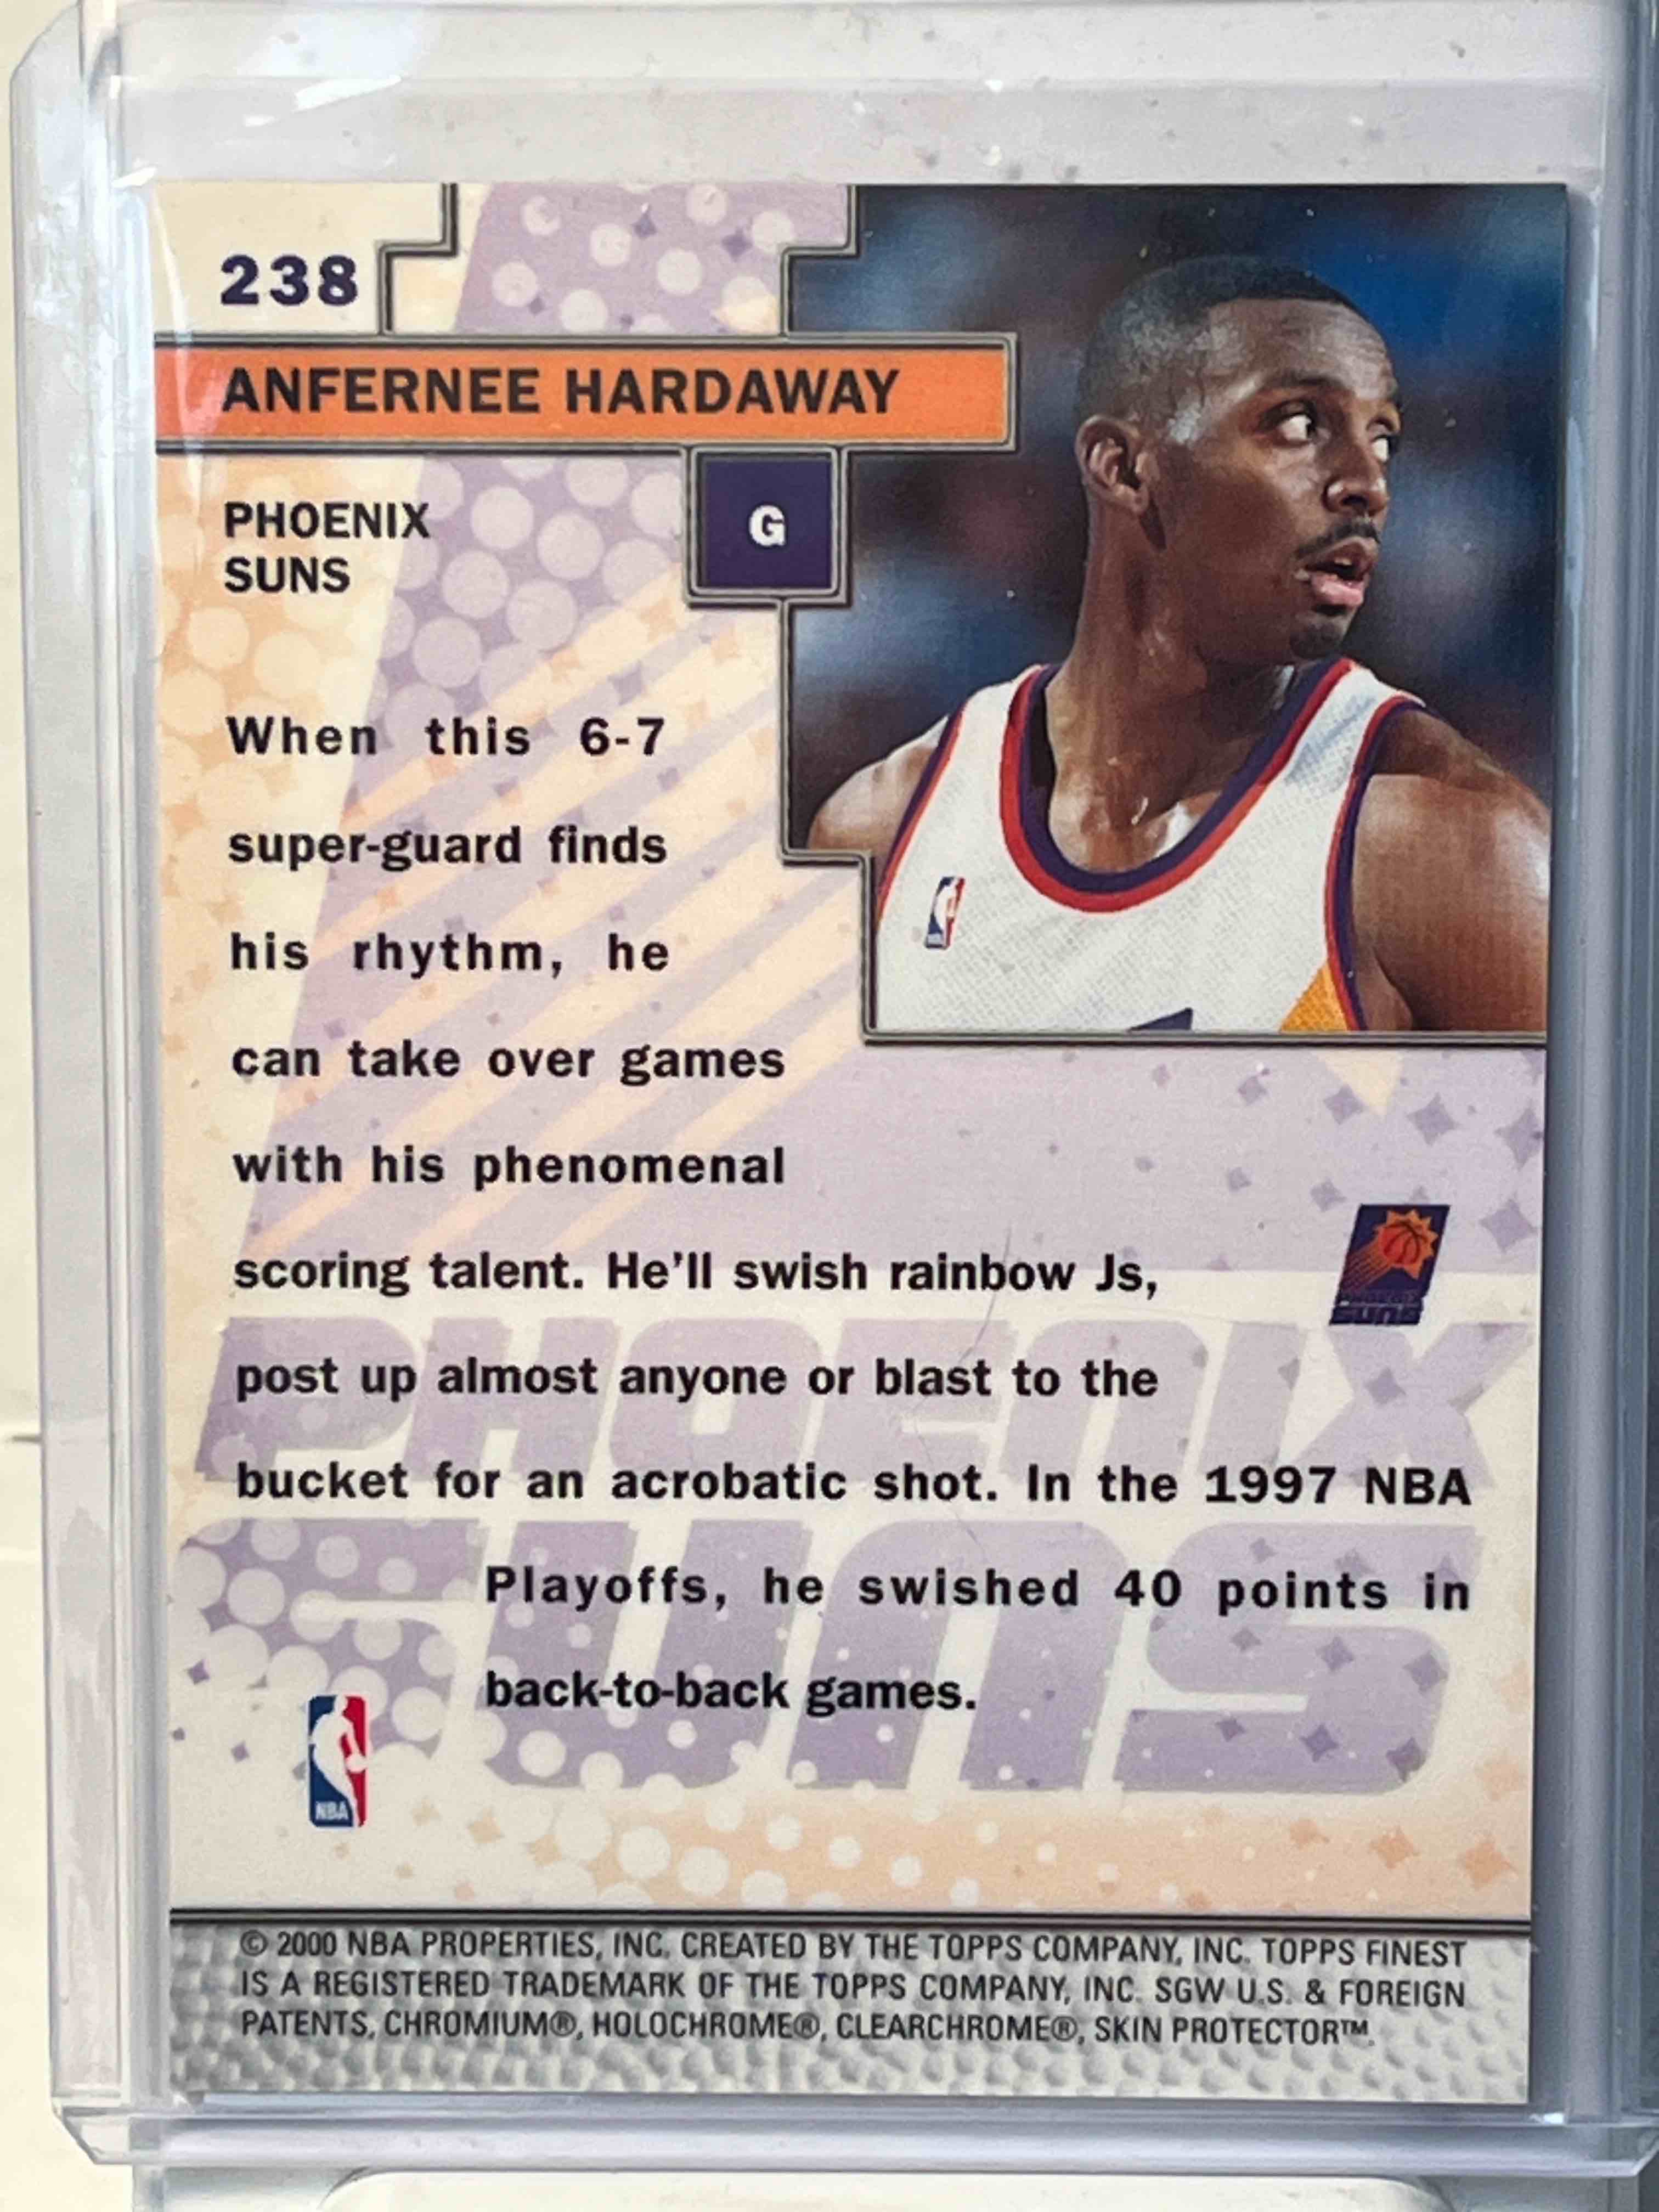 238
ANFERNEE HARDAWAY
PHOENIX
SUNS
G
When this 6-7
super-guard finds
his rhythm, he
can take over games
with his phenomenal
scoring talent. He'll swish rainbow Js,
post up almost anyone or blast to the
bucket for an acrobatic shot. In the 1997 NBA
Playoffs, he swished 40 points in
back-to-back games.
PHOENIX
SUNS
SUNS
NBA
© 2000 NBA PROPERTIES, INC. CREATED BY THE TOPPS COMPANY, INC. TOPPS FINEST
IS A REGISTERED TRADEMARK OF THE TOPPS COMPANY, INC. SGW U.S. & FOREIGN
PATENTS, CHROMIUM®, HOLOCHROME®, CLEARCHROME®, SKIN PROTECTOR™.